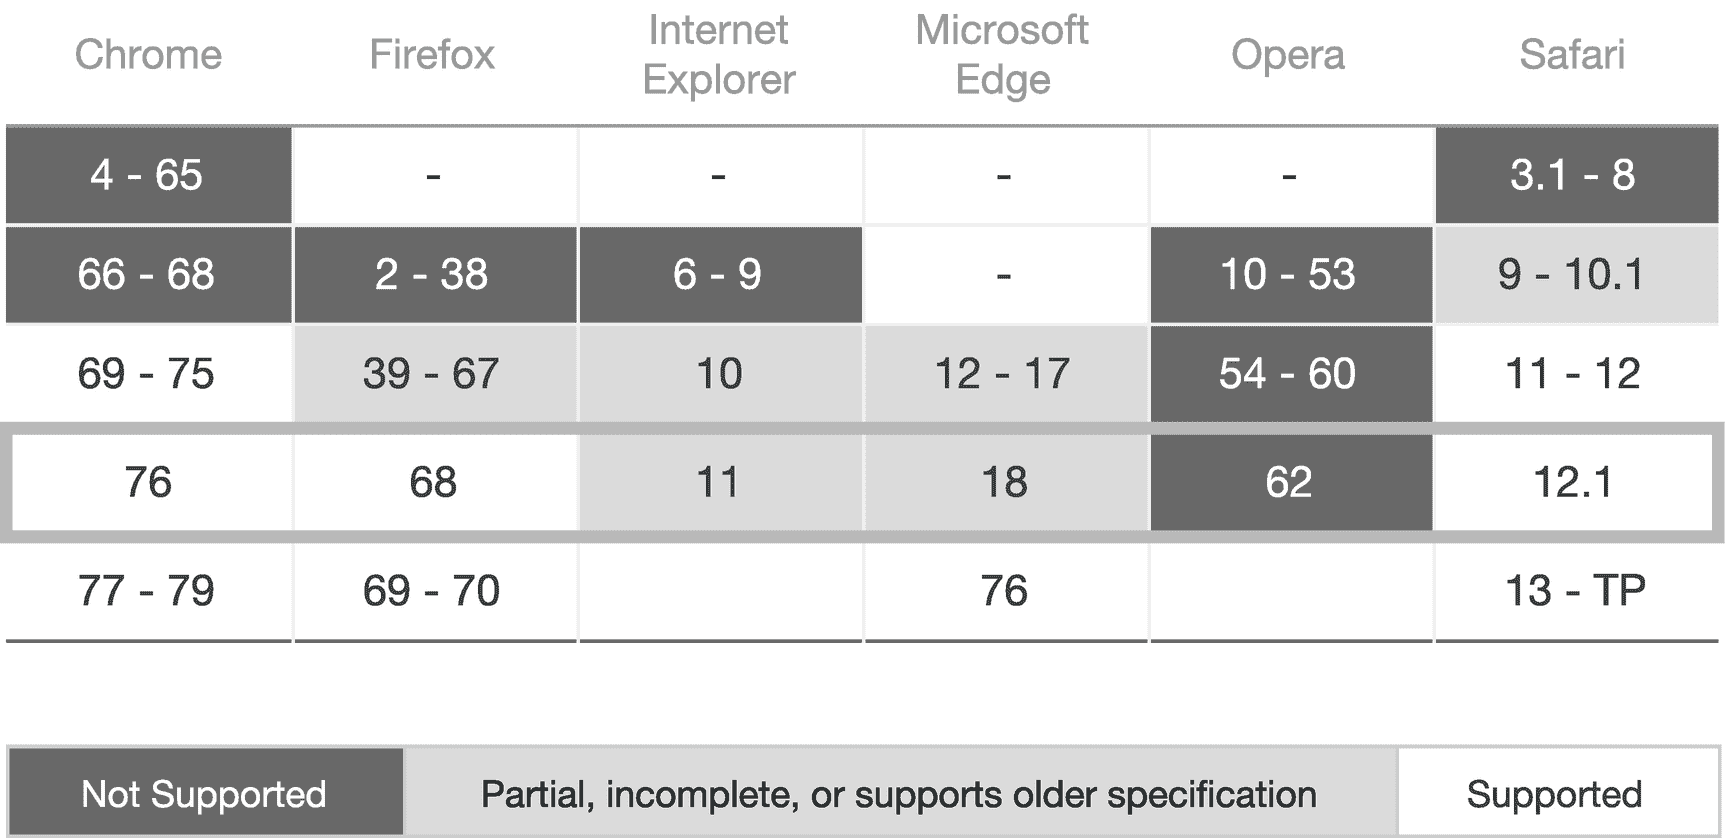 Chrome Firefox Internet Explorer Microsoft Edge Opera Safari
4 - 65 - - - - 3.1 - 8
66 - 68 2 - 38 6 - 9 - 10 - 53 9 - 10.1
69 - 75 39 - 67 10 12 - 17 54 - 60 11 - 12
76 68 11 18 62 12.1
77 - 79 69 - 70 76 13 - TP
Not Supported Partial, incomplete, or supports older specification Supported